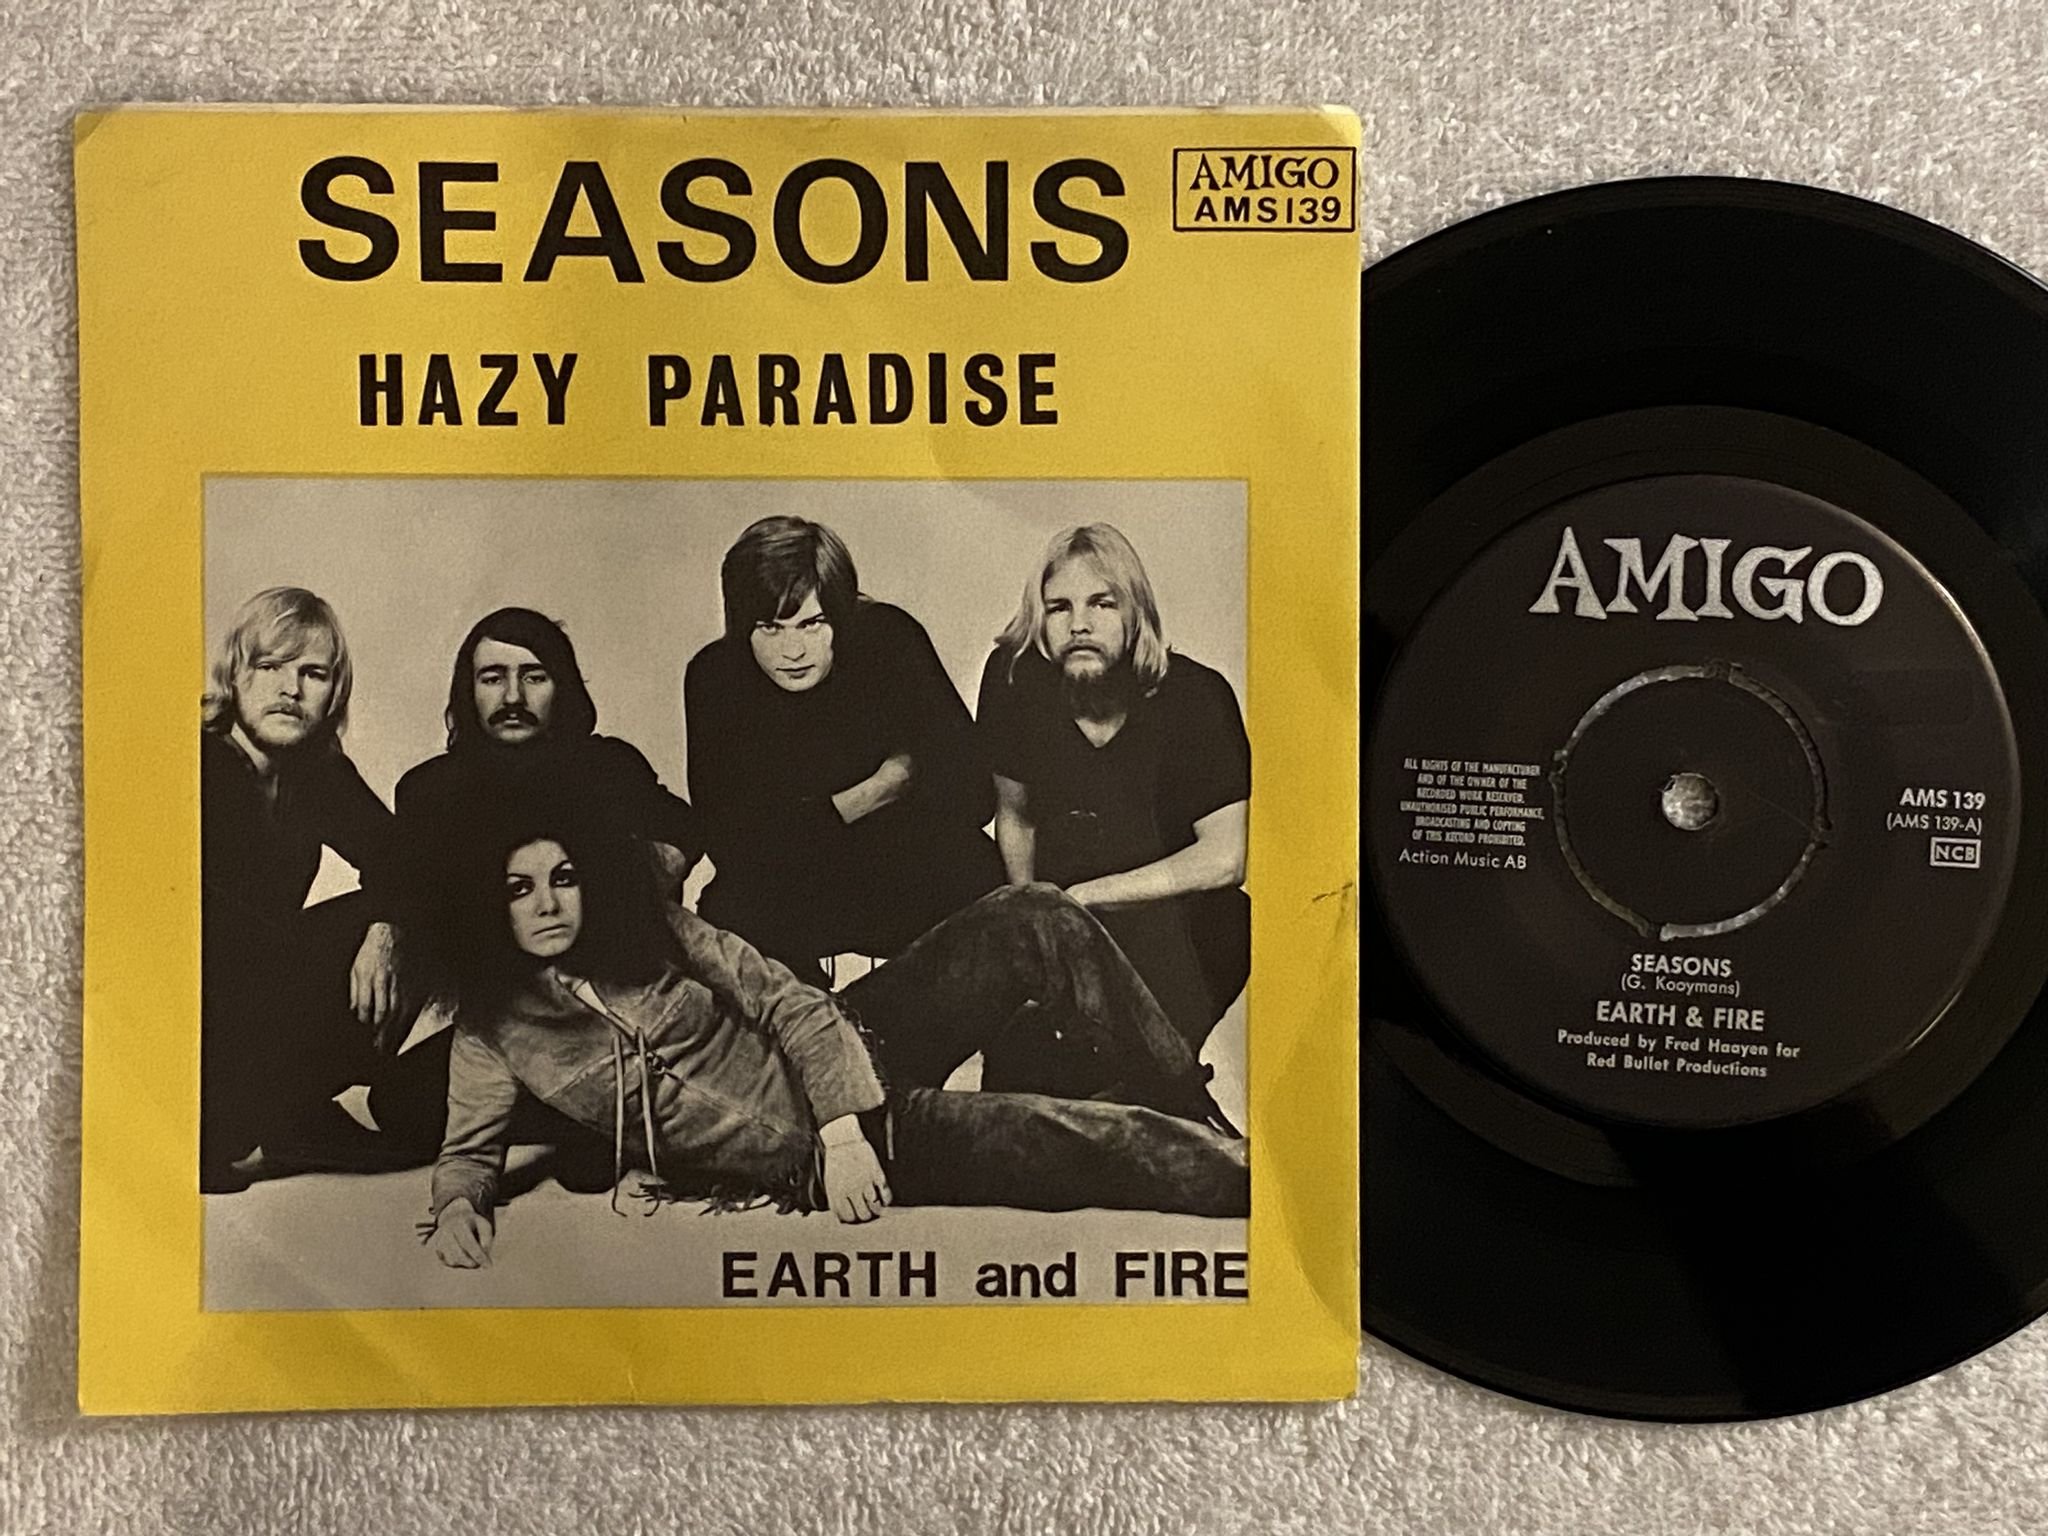 SEASONS
AMIGO
AMS139
HAZY PARADISE
EARTH and FIRE
AMIGO
ALL RIGHTS OF THE MANUFACTURER
AND OF THE OWNER OF THE
RECORDED WORK RESERVED.
UNAUTHORISED PUBLIC PERFORMANCE,
BROADCASTING AND COPYING
OF THIS RECORD PROHIBITED.
Action Music AB
AMS 139
(AMS 139-A)
NCB
SEASONS
(G. Kooymans)
EARTH & FIRE
Produced by Fred Haayen for
Red Bullet Productions